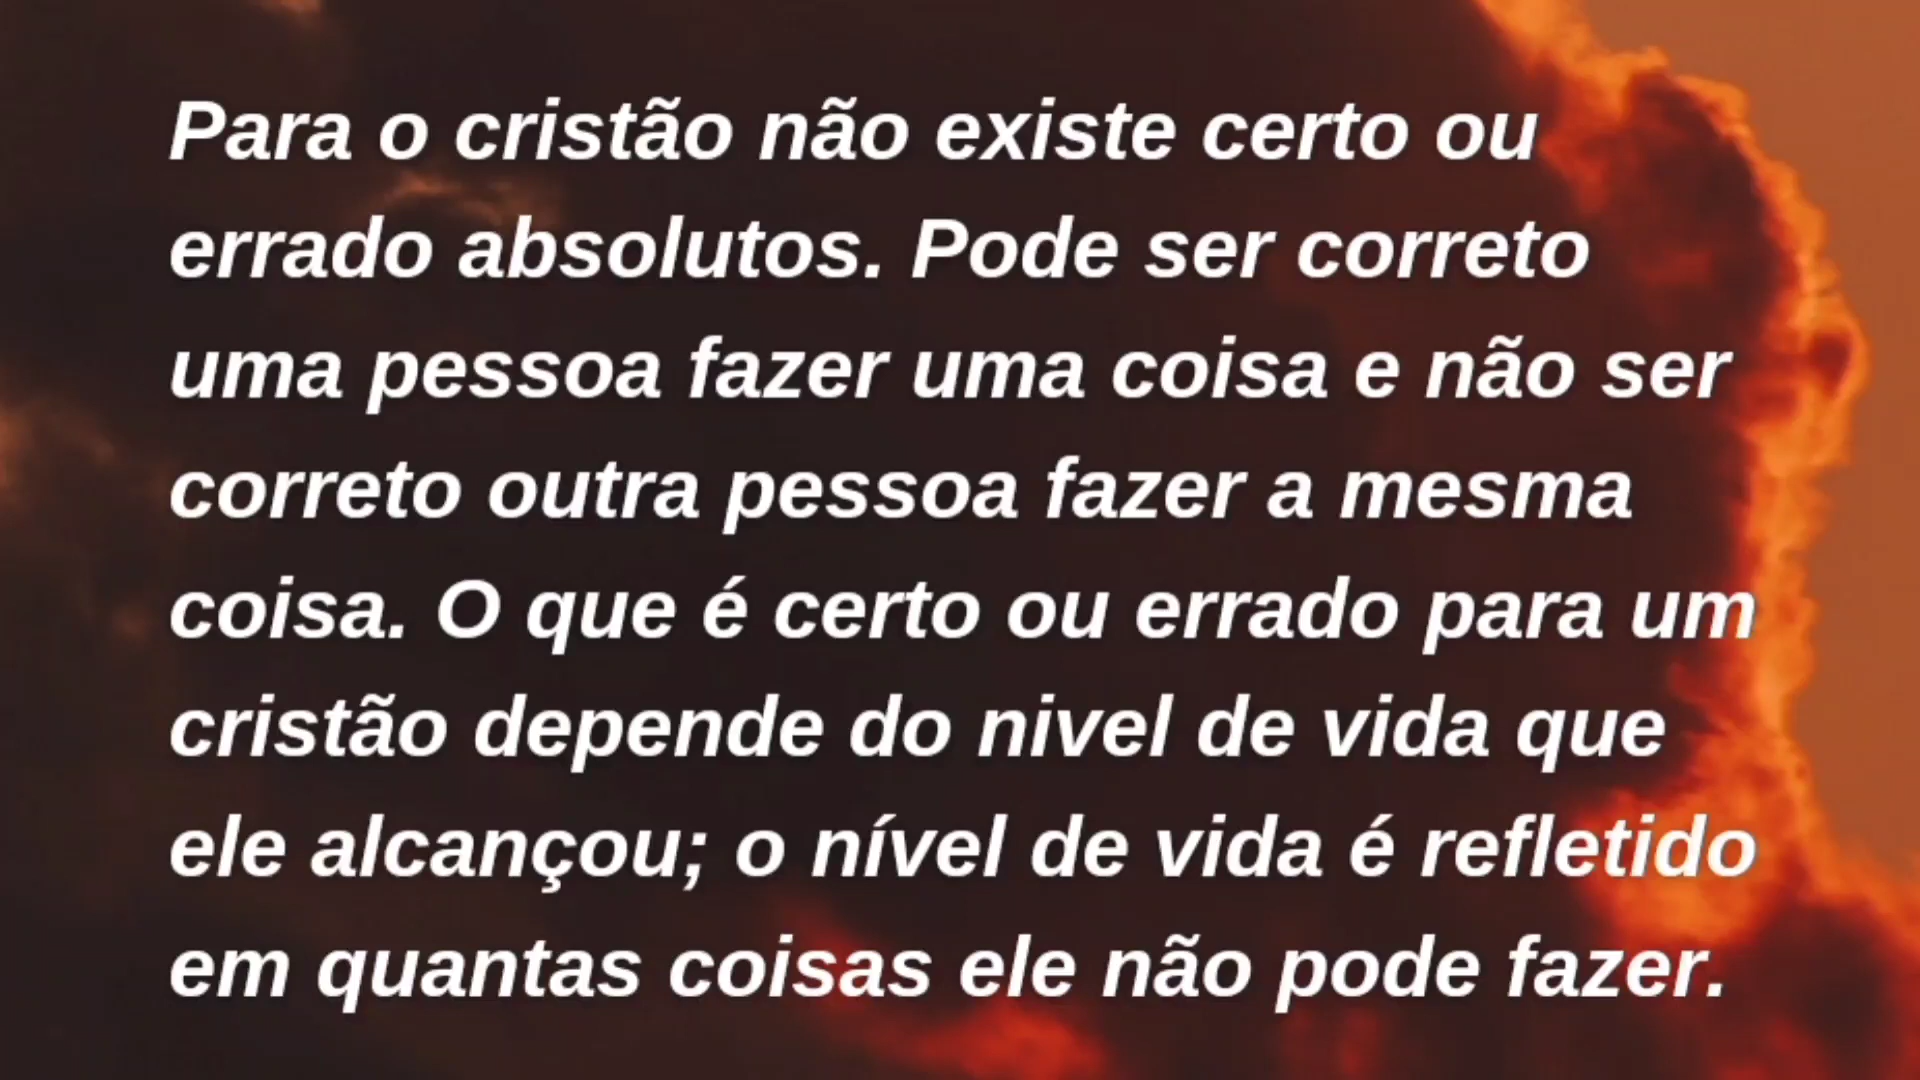 Para o cristão não existe certo ou
errado absolutos. Pode ser correto
uma pessoa fazer uma coisa e não ser
correto outra pessoa fazer a mesma
coisa. O que é certo ou errado para um
cristão depende do nivel de vida que
ele alcançou; o nível de vida é refletido
em quantas coisas ele não pode fazer.